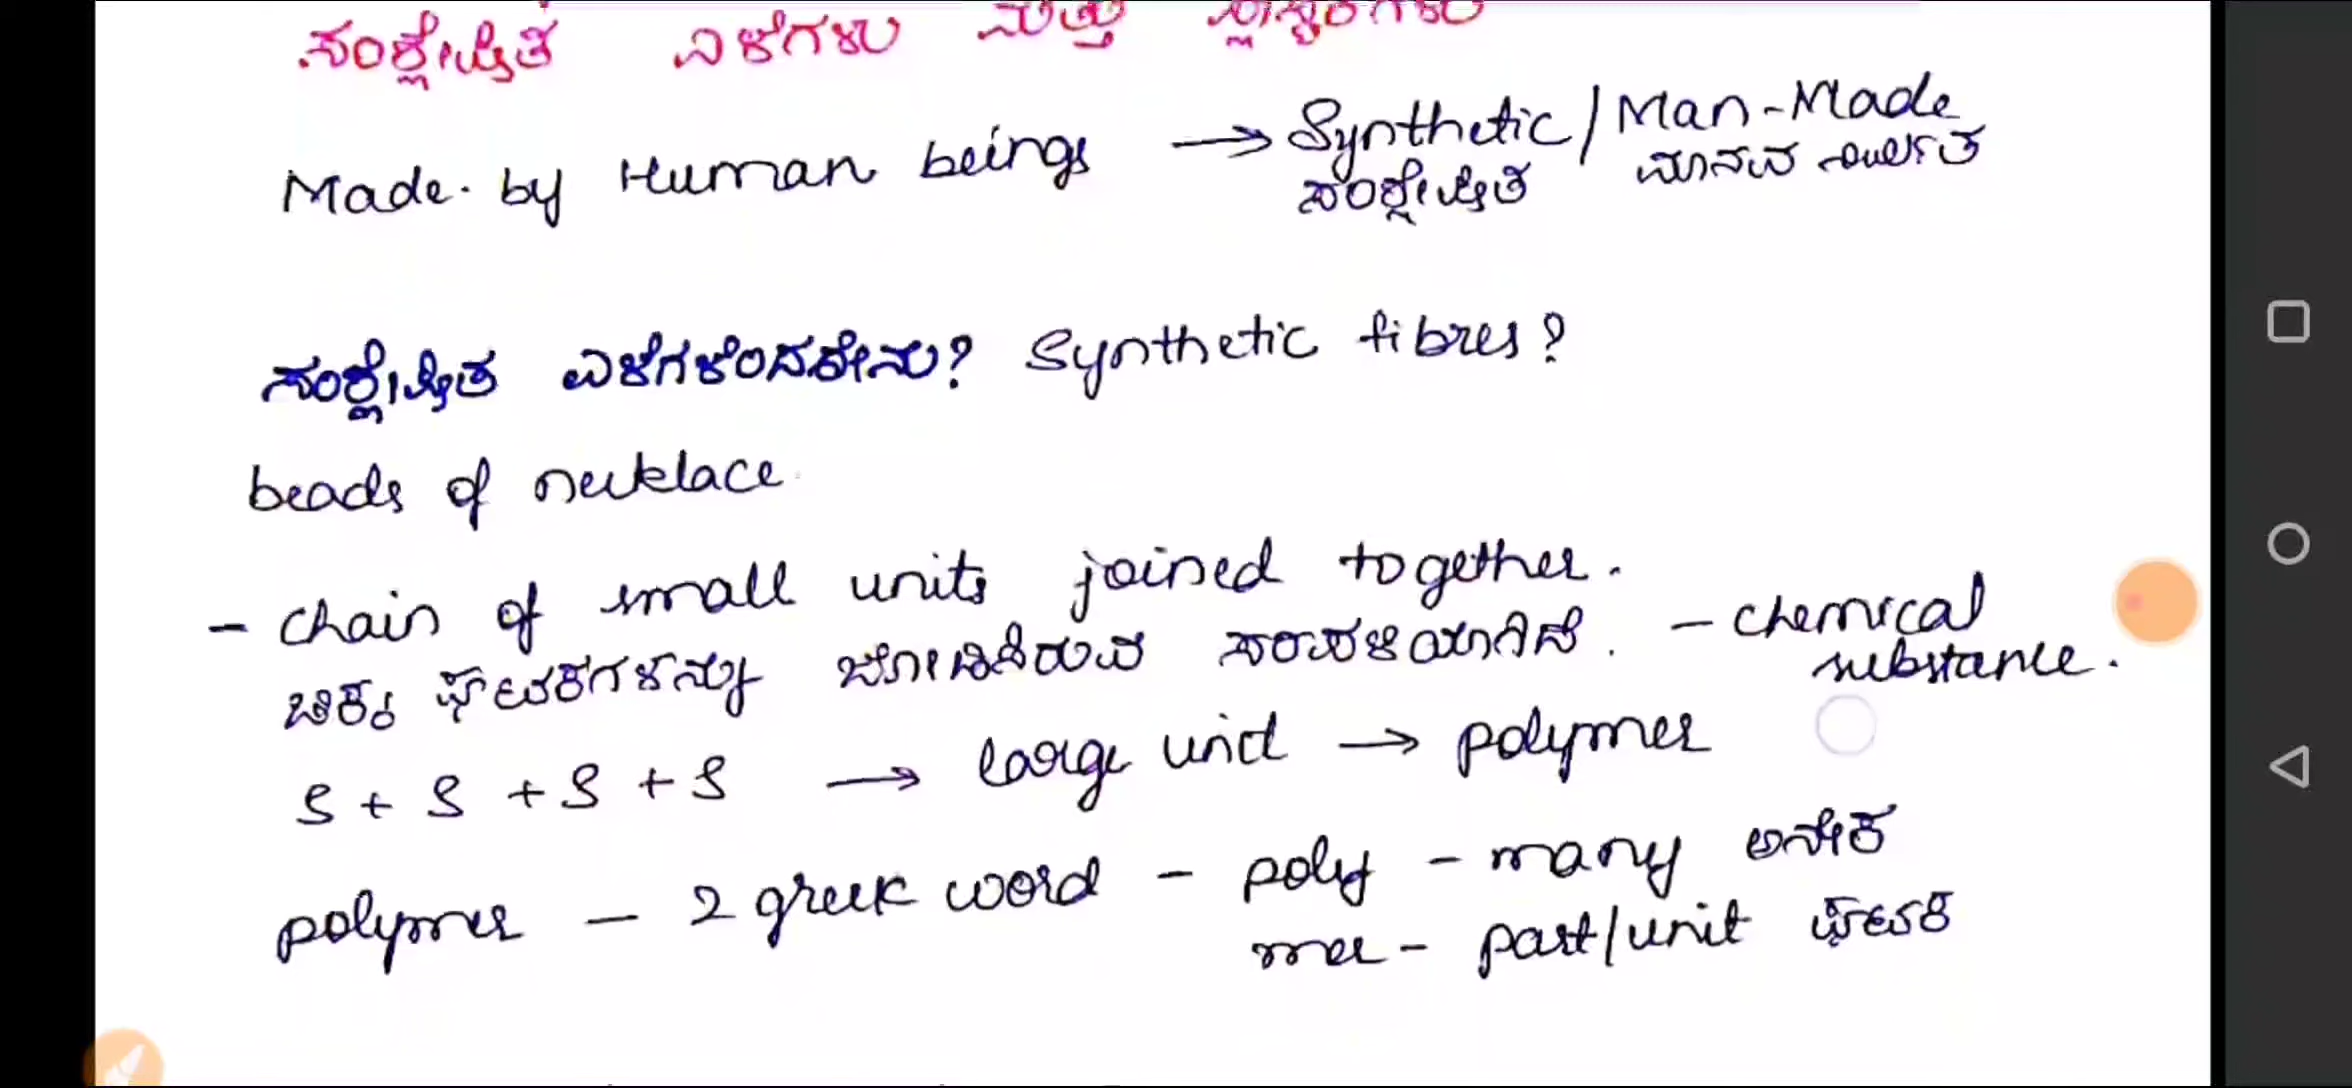 ಸಂಶ್ಲೇಷಿತ ಎಳೆಗಳು ಮತ್ತು ಪ್ಲಾಸ್ಟಿಕಗಳು
Made by Human beings → Synthetic / Man-Made
ಸಂಶ್ಲೇಷಿತ ಮಾನವ ನಿರ್ಮಿತ
ಸಂಶ್ಲೇಷಿತ ಎಳೆಗಳೆಂದರೇನು? Synthetic fibres?
beads of necklace
- chain of small units joined together.
ಚಿಕ್ಕ ಘಟಕಗಳನ್ನು ಜೋಡಿಸಿರುವ ಸರಪಳಿಯಾಗಿದೆ. - chemical substance.
S + S + S + S → large unit → polymer
polymer - 2 greek word - poly - many ಅನೇಕ
mer - part/unit ಘಟಕ